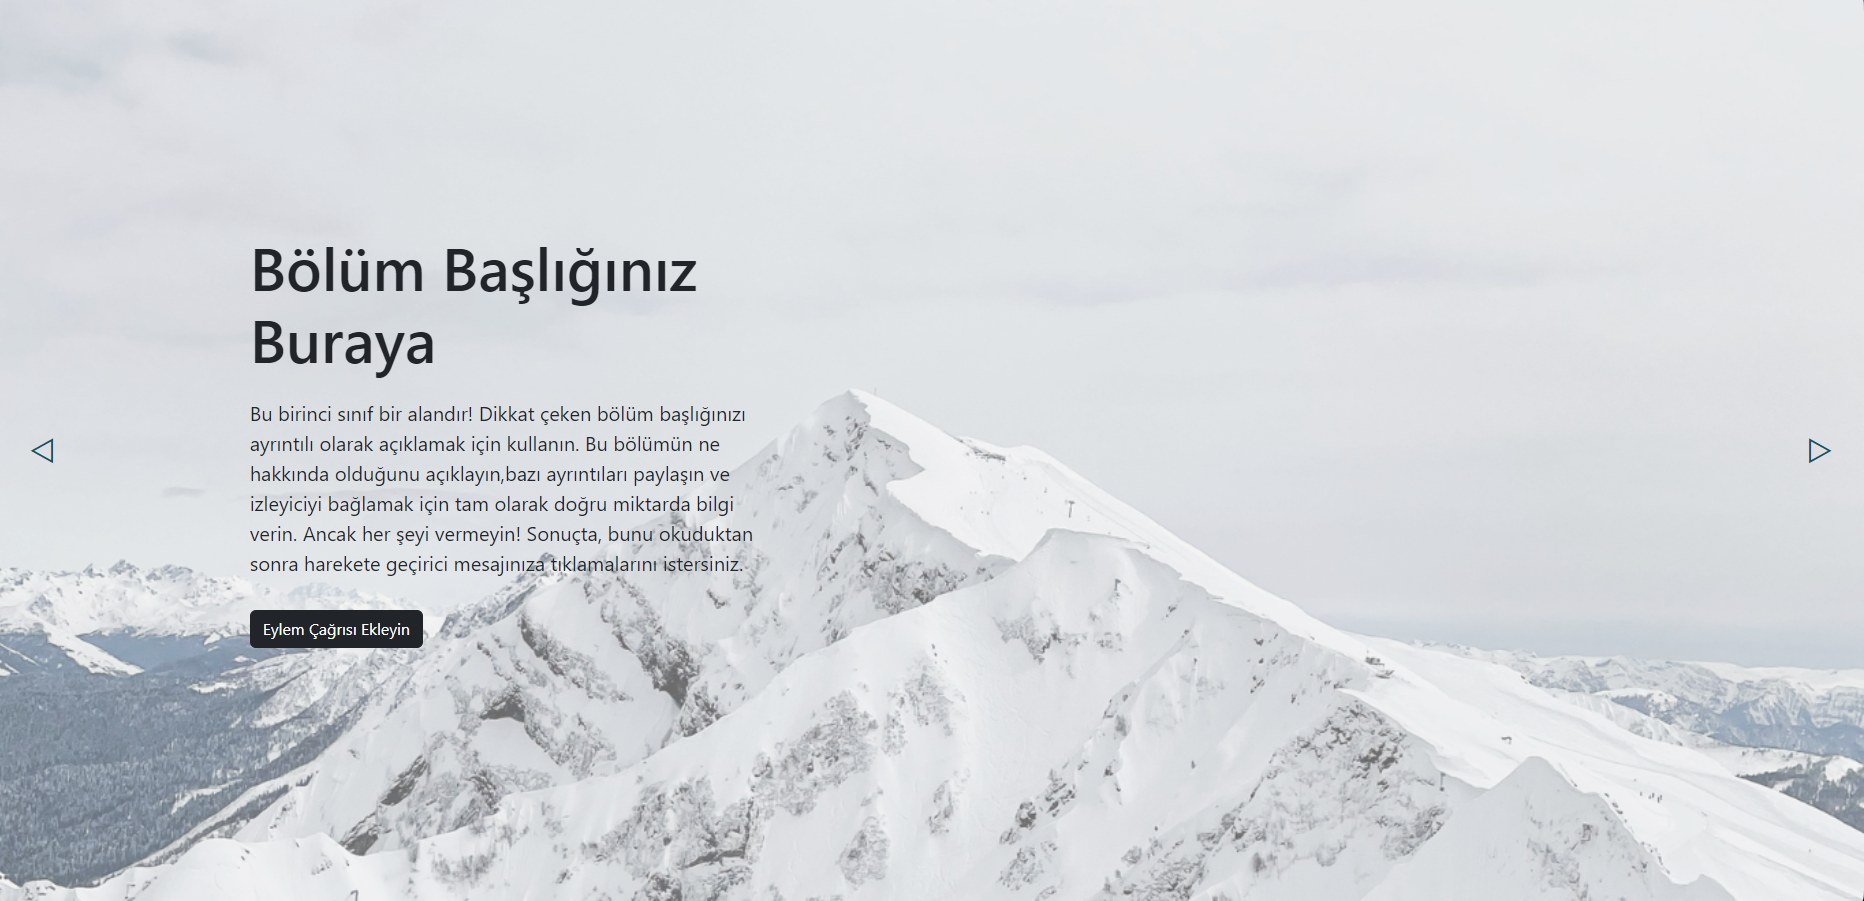 Bölüm Başlığınız
Buraya
Bu birinci sınıf bir alandır! Dikkat çeken bölüm başlığınızı
ayrıntılı olarak açıklamak için kullanın. Bu bölümün ne
hakkında olduğunu açıklayın,bazı ayrıntıları paylaşın ve
izleyiciyi bağlamak için tam olarak doğru miktarda bilgi
verin. Ancak her şeyi vermeyin! Sonuçta, bunu okuduktan
sonra harekete geçirici mesajınıza tıklamalarını istersiniz.
Eylem Çağrısı Ekleyin